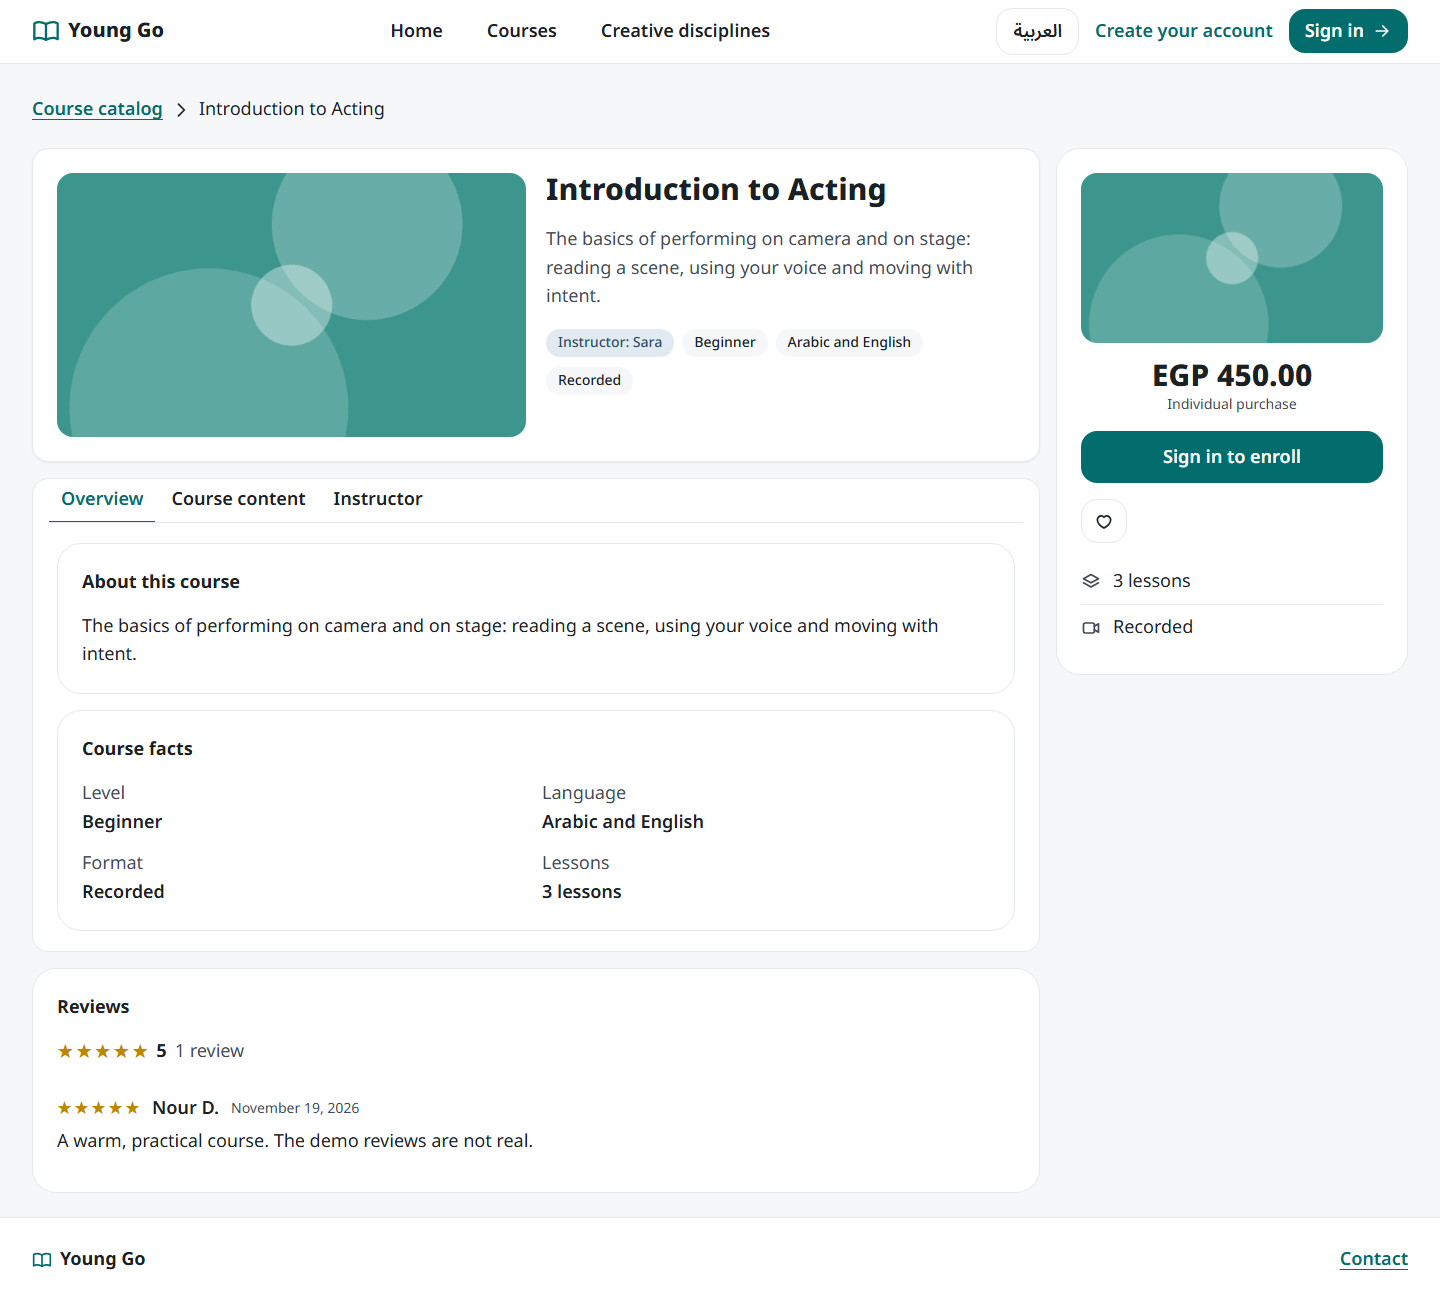 Young Go
Home
Courses
Creative disciplines
العربية
Create your account
Sign in
Course catalog
Introduction to Acting
Introduction to Acting
The basics of performing on camera and on stage:
reading a scene, using your voice and moving with
intent.
Instructor: Sara
Beginner
Arabic and English
Recorded
EGP 450.00
Individual purchase
Sign in to enroll
3 lessons
Recorded
Overview
Course content
Instructor
About this course
The basics of performing on camera and on stage: reading a scene, using your voice and moving with
intent.
Course facts
Level
Beginner
Language
Arabic and English
Format
Recorded
Lessons
3 lessons
Reviews
★★★★★ 5 1 review
★★★★★ Nour D. November 19, 2026
A warm, practical course. The demo reviews are not real.
Young Go
Contact